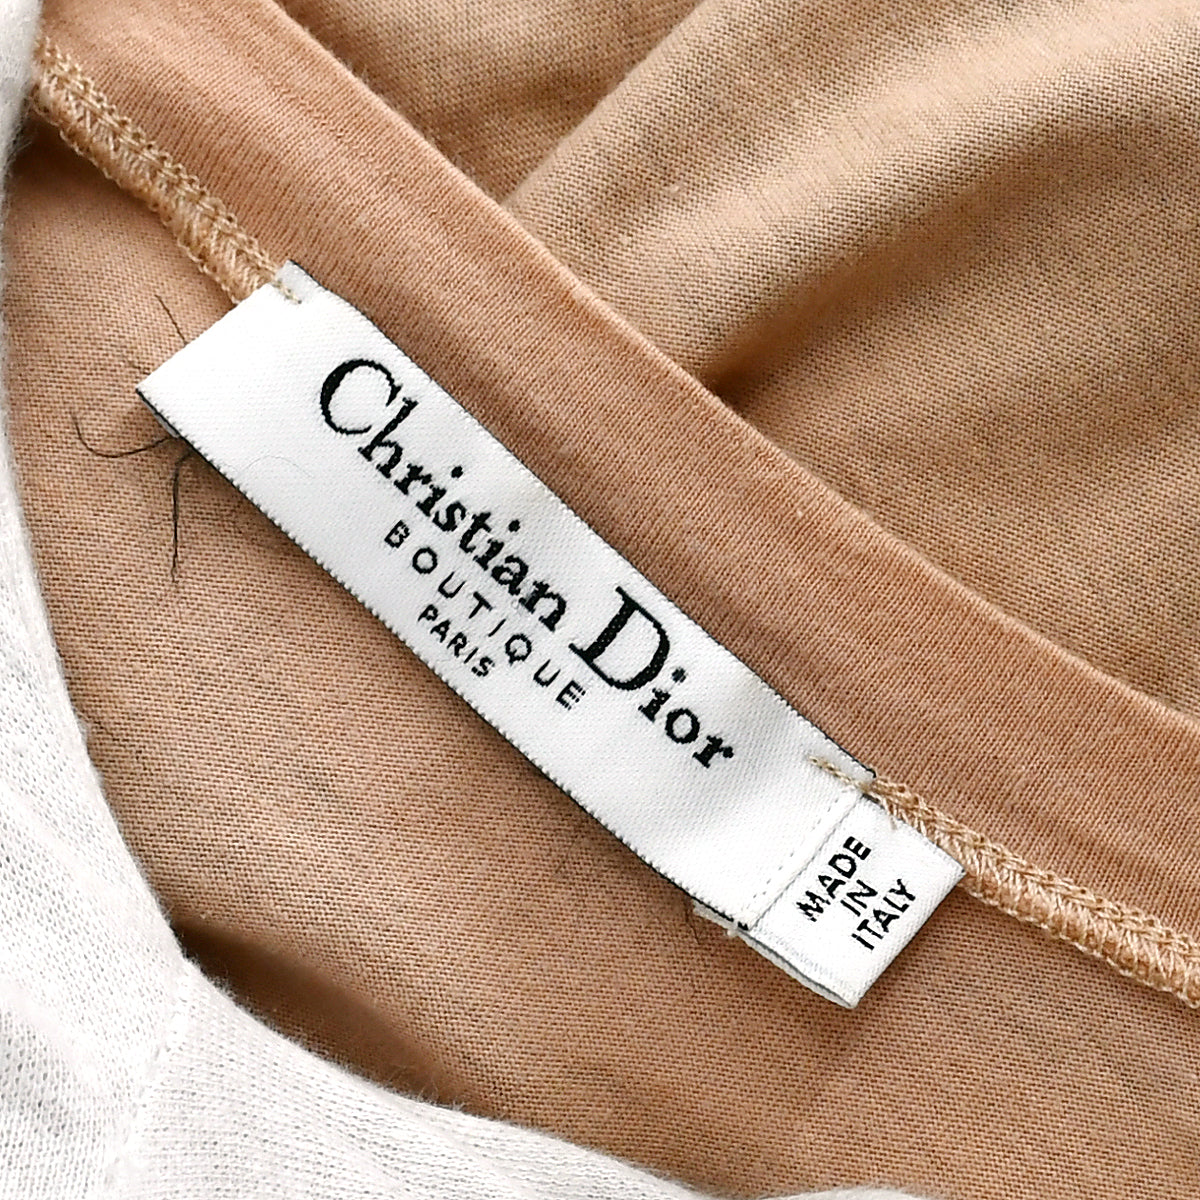 Christian Dior
BOUTIQUE
PARIS
MADE
IN
ITALY